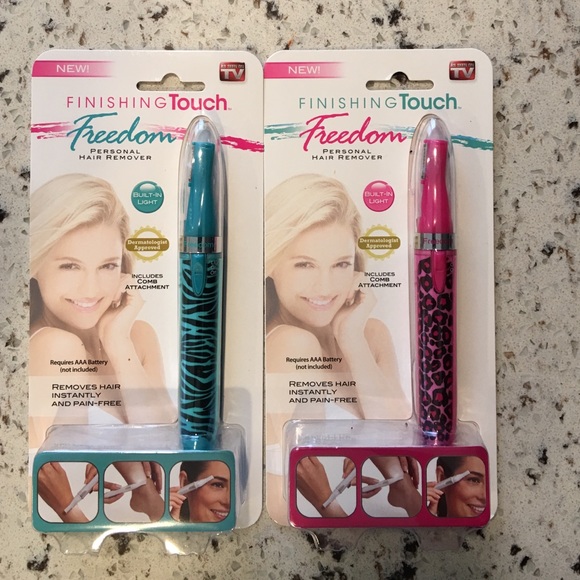 NEW!
AS SEEN ON
TV
FINISHING Touch
Freedom
PERSONAL
HAIR REMOVER
BUILT-IN
LIGHT
Dermatologist
Approved
INCLUDES
COMB
ATTACHMENT
Requires AAA Battery
(not included)
REMOVES HAIR
INSTANTLY
AND PAIN-FREE
NEW!
AS SEEN ON
TV
FINISHING Touch
Freedom
PERSONAL
HAIR REMOVER
BUILT-IN
LIGHT
Dermatologist
Approved
INCLUDES
COMB
ATTACHMENT
Requires AAA Battery
(not included)
REMOVES HAIR
INSTANTLY
AND PAIN-FREE